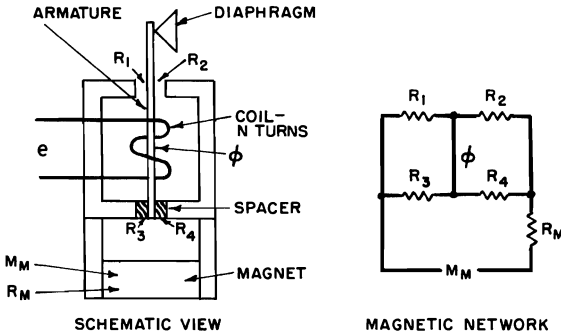 ARMATURE
DIAPHRAGM
R1
R2
COIL-
N TURNS
e
ϕ
SPACER
R3
R4
MM
RM
MAGNET
SCHEMATIC VIEW
R1
R2
ϕ
R3
R4
RM
MM
MAGNETIC NETWORK